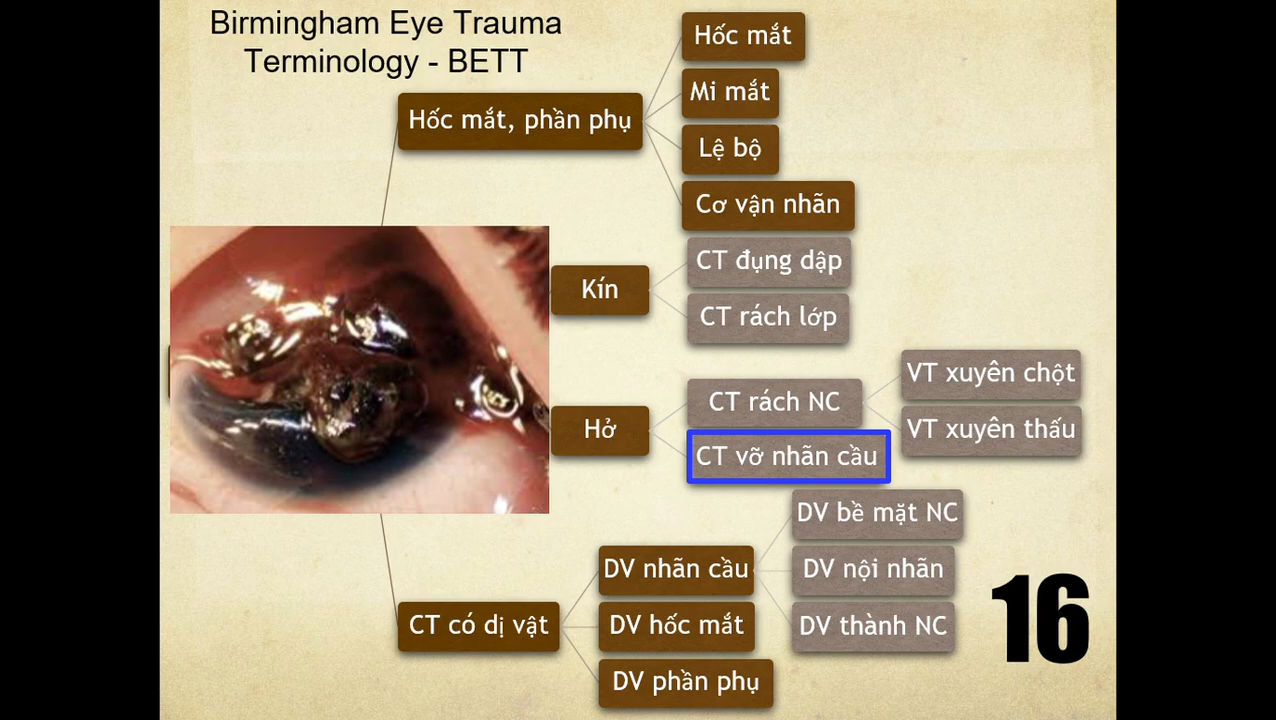 Birmingham Eye Trauma
Terminology - BETT
Hốc mắt, phần phụ
Hốc mắt
Mi mắt
Lệ bộ
Cơ vận nhãn
Kín
CT đụng dập
CT rách lớp
Hở
CT rách NC
VT xuyên chột
VT xuyên thấu
CT vỡ nhãn cầu
CT có dị vật
DV nhãn cầu
DV bề mặt NC
DV nội nhãn
DV thành NC
DV hốc mắt
DV phần phụ
16